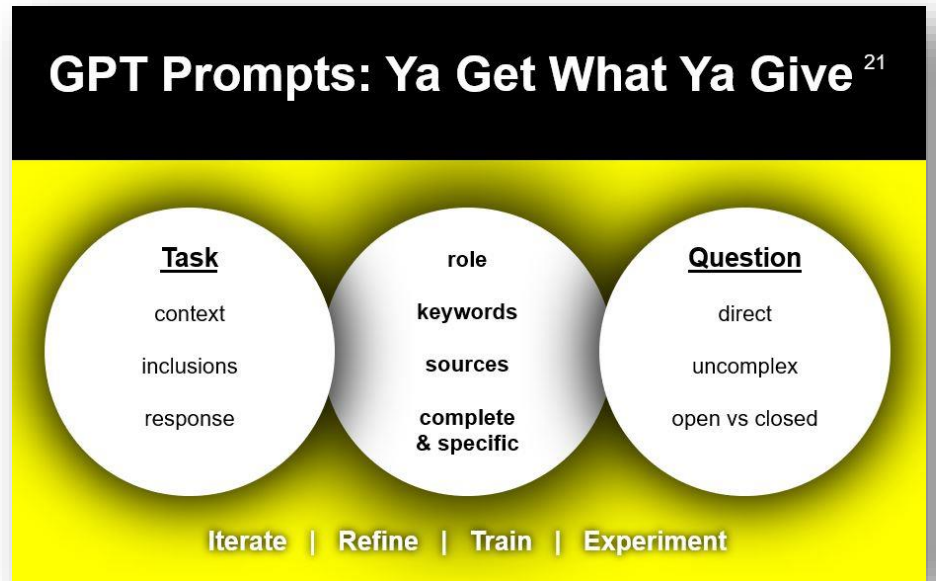 GPT Prompts: Ya Get What Ya Give 21
Task
context
inclusions
response
role
keywords
sources
complete
& specific
Question
direct
uncomplex
open vs closed
Iterate | Refine | Train | Experiment